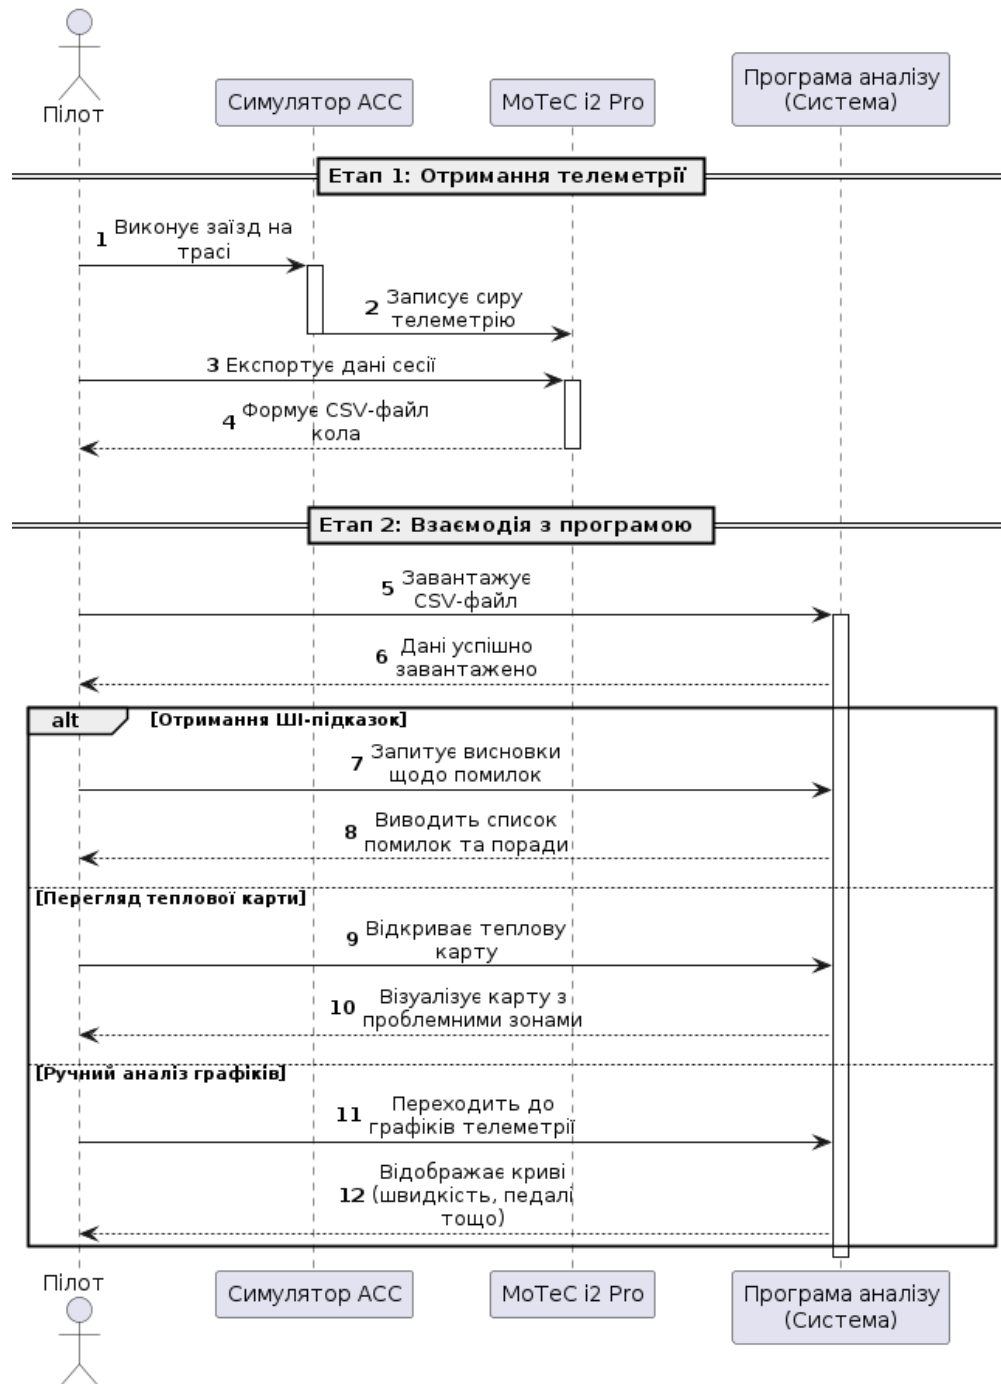 Пілот
Симулятор ACC
MoTeC i2 Pro
Програма аналізу
(Система)
Етап 1: Отримання телеметрії
1 Виконує заїзд на
трасі
2 Записує сиру
телеметрію
3 Експортує дані сесії
4 Формує CSV-файл
кола
Етап 2: Взаємодія з програмою
5 Завантажує
CSV-файл
6 Дані успішно
завантажено
alt [Отримання ШІ-підказок]
7 Запитує висновки
щодо помилок
8 Виводить список
помилок та поради
[Перегляд теплової карти]
9 Відкриває теплову
карту
10 Візуалізує карту з
проблемними зонами
[Ручний аналіз графіків]
11 Переходить до
графіків телеметрії
Відображає криві
12 (швидкість, педалі
тощо)
Пілот
Симулятор ACC
MoTeC i2 Pro
Програма аналізу
(Система)